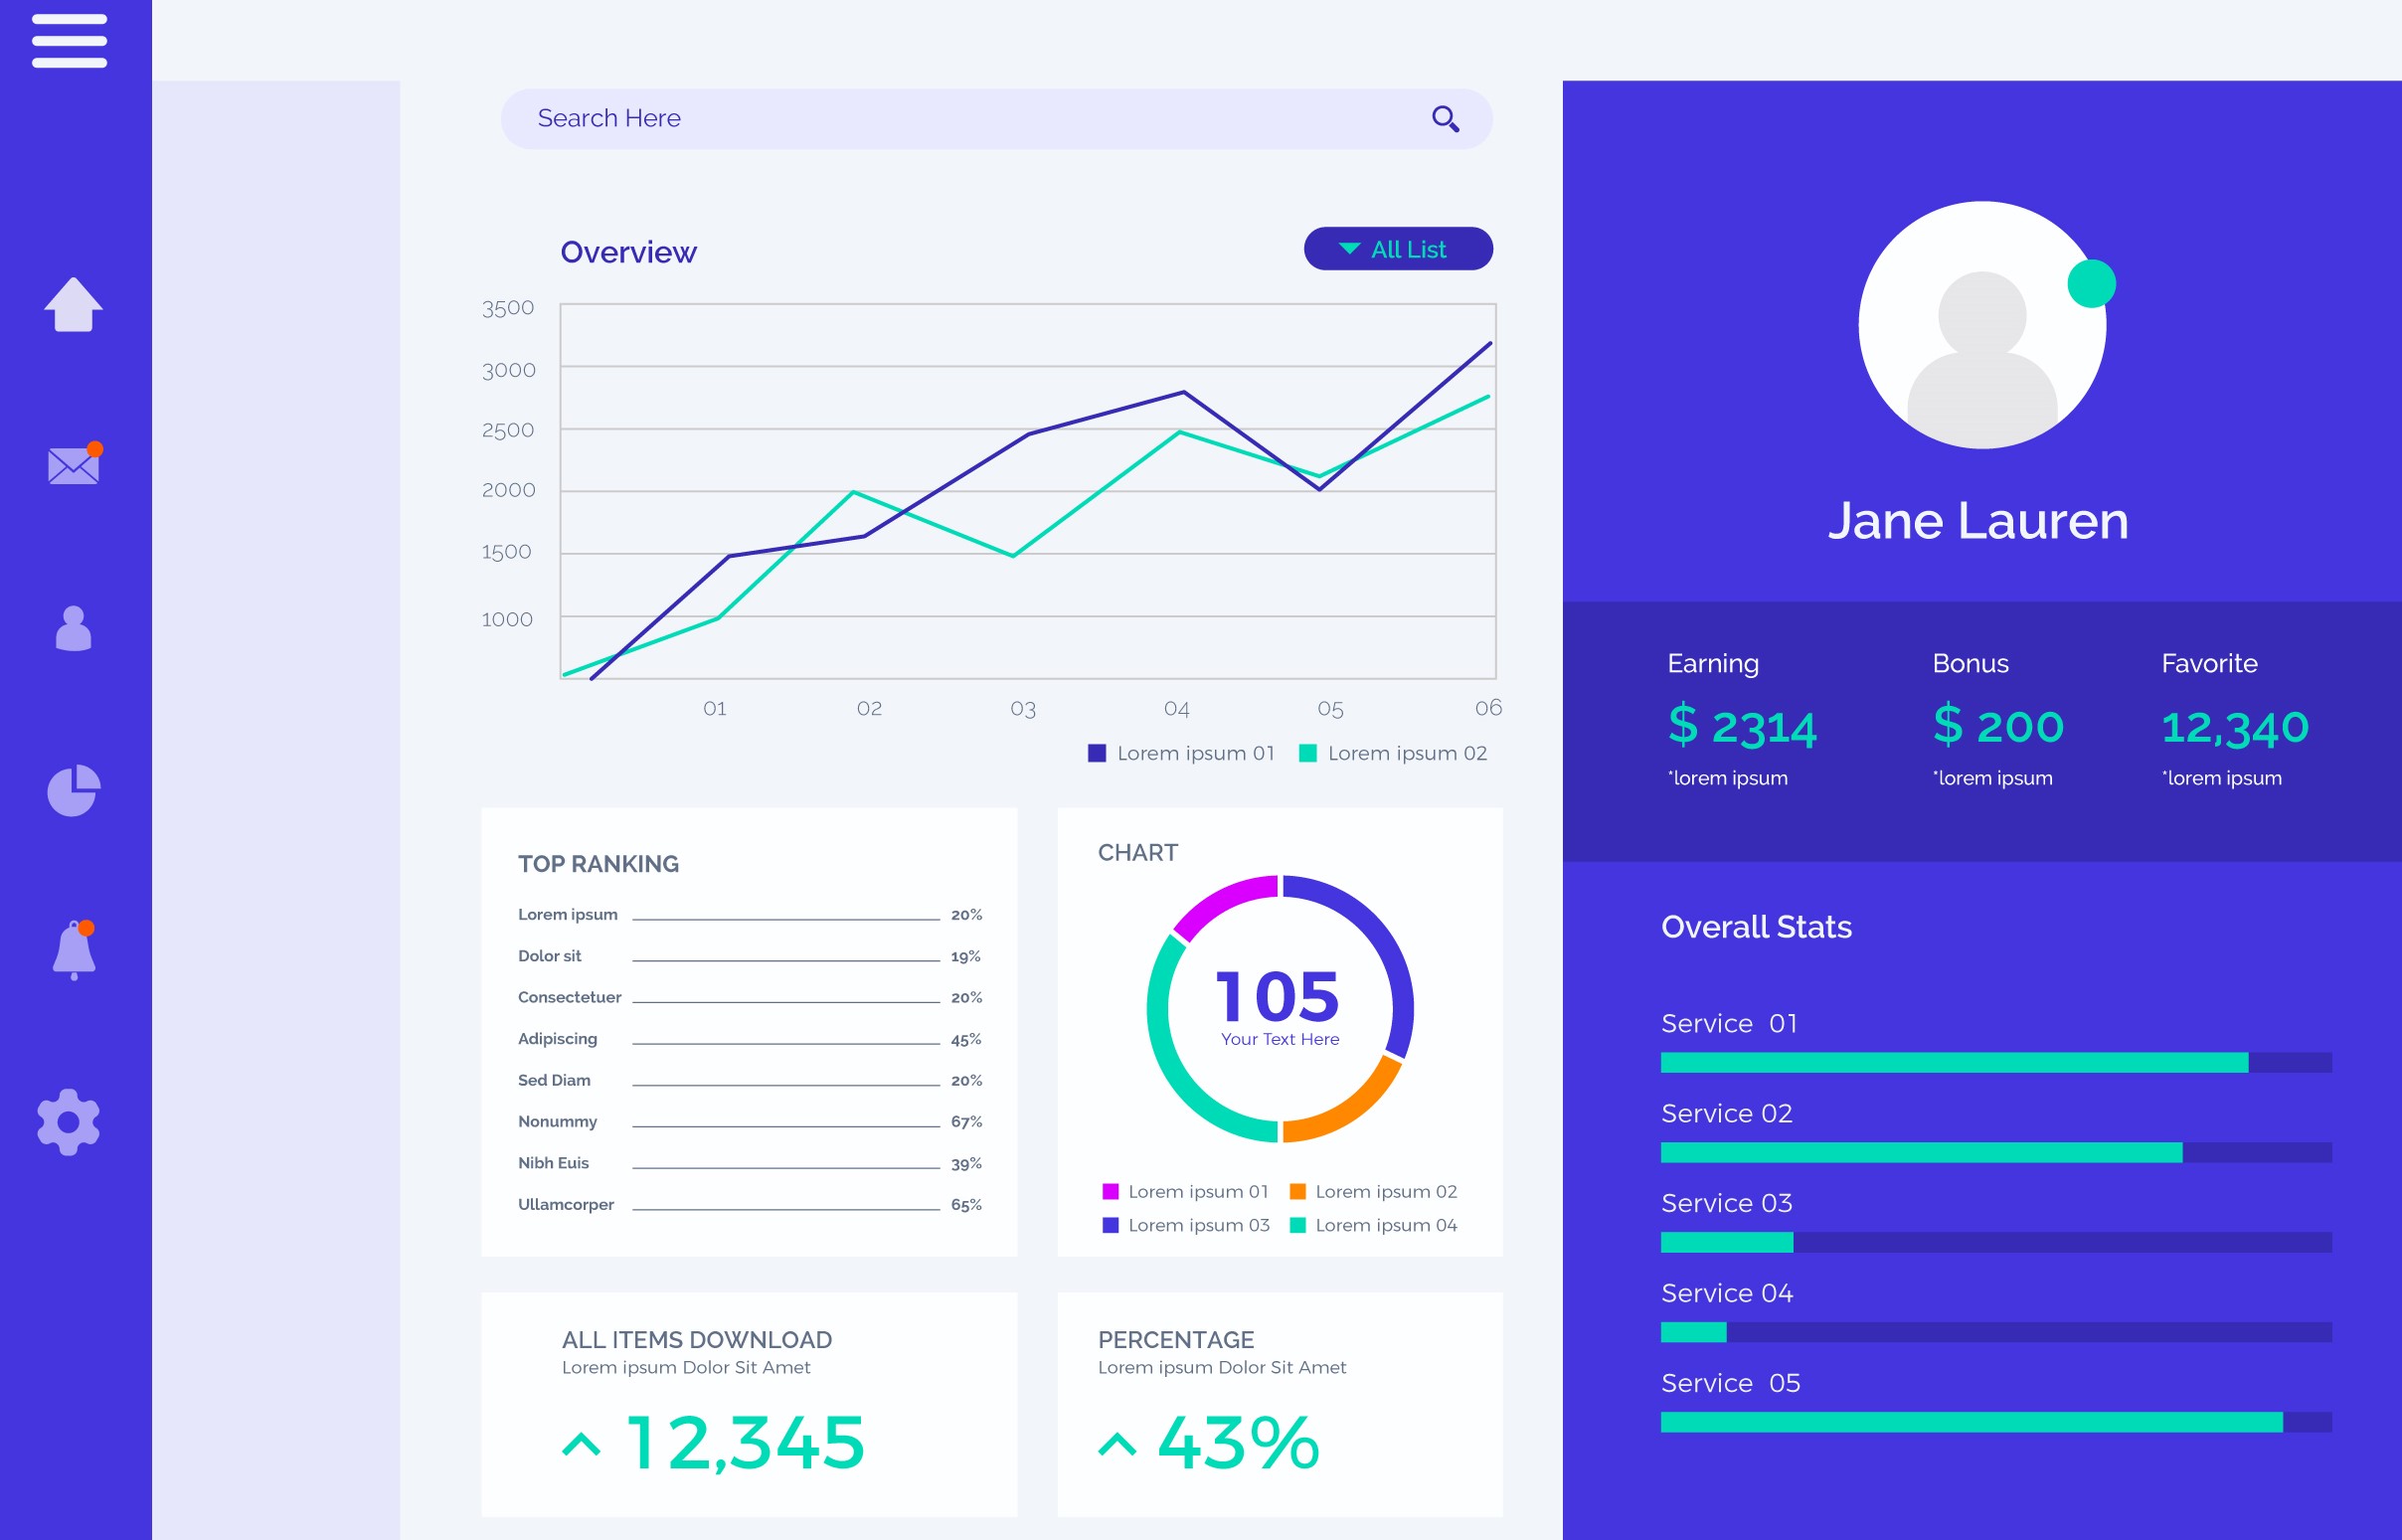 Search Here
Overview
All List
3500
3000
2500
2000
1500
1000
01 02 03 04 05 06
Lorem ipsum 01 Lorem ipsum 02
TOP RANKING
Lorem ipsum 20%
Dolor sit 19%
Consectetuer 20%
Adipiscing 45%
Sed Diam 20%
Nonummy 67%
Nibh Euis 39%
Ullamcorper 65%
CHART
105
Your Text Here
Lorem ipsum 01 Lorem ipsum 02
Lorem ipsum 03 Lorem ipsum 04
ALL ITEMS DOWNLOAD
Lorem ipsum Dolor Sit Amet
12,345
PERCENTAGE
Lorem ipsum Dolor Sit Amet
43%
Jane Lauren
Earning Bonus Favorite
$ 2314 $ 200 12,340
*lorem ipsum *lorem ipsum *lorem ipsum
Overall Stats
Service 01
Service 02
Service 03
Service 04
Service 05